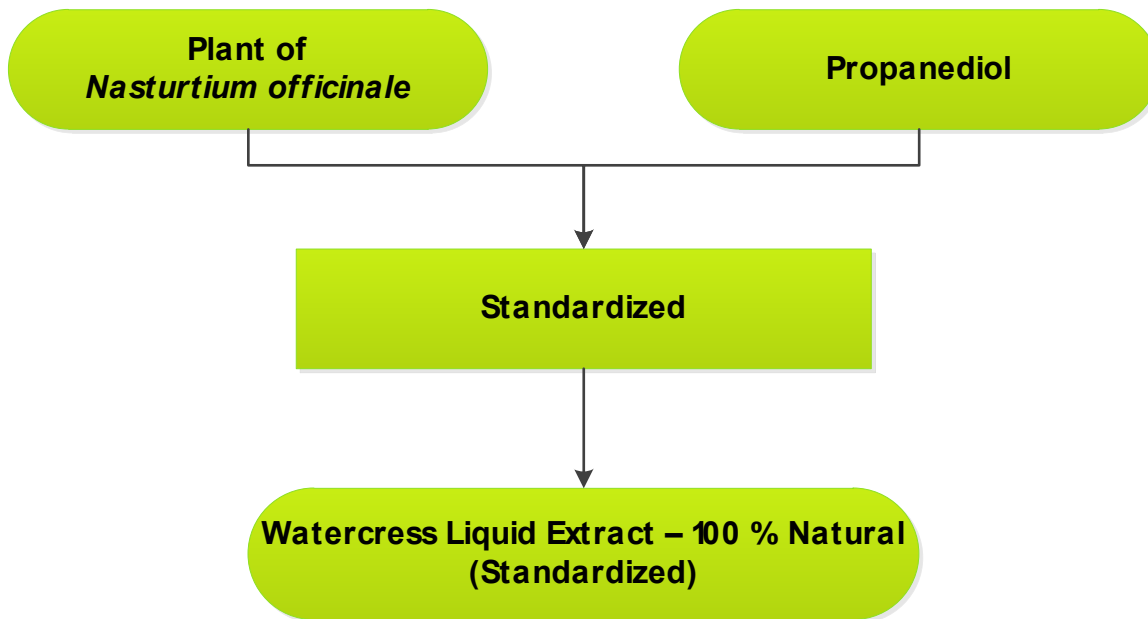 Plant of
Nasturtium officinale
Propanediol
Standardized
Watercress Liquid Extract – 100 % Natural
(Standardized)